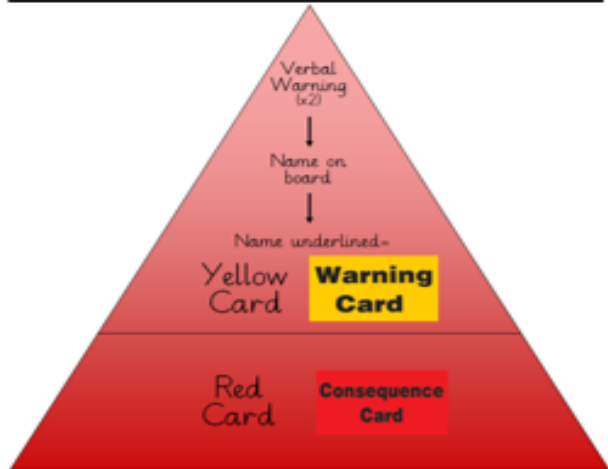 Verbal
Warning
(x2)
Name on
board
Name underlined-
Yellow
Card
Warning
Card
Red
Card
Consequence
Card